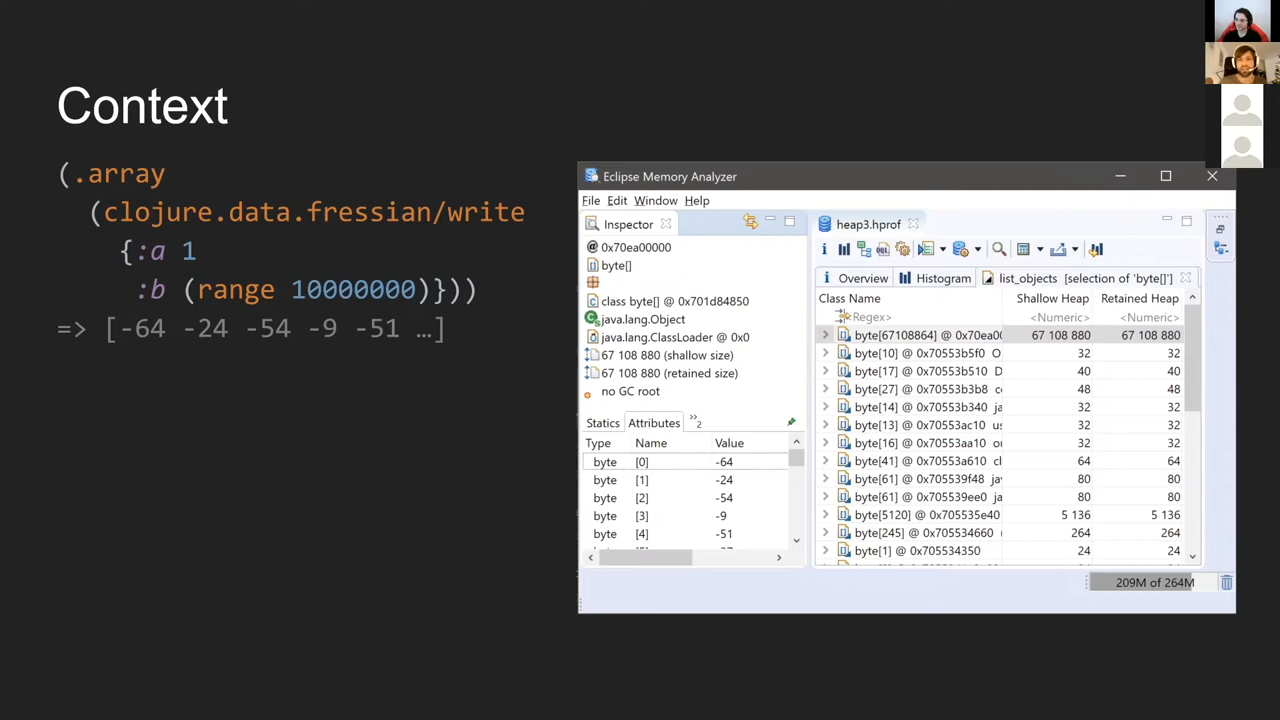 Context
(.array
(clojure.data.fressian/write
{:a 1
:b (range 10000000)}))
=> [-64 -24 -54 -9 -51 …]
Eclipse Memory Analyzer
File Edit Window Help
Inspector
0x70ea00000
byte[]
class byte[] @ 0x701d84850
java.lang.Object
java.lang.ClassLoader @ 0x0
67 108 880 (shallow size)
67 108 880 (retained size)
no GC root
Statics Attributes »2
Type Name Value
byte [0] -64
byte [1] -24
byte [2] -54
byte [3] -9
byte [4] -51
heap3.hprof
Overview Histogram list_objects [selection of 'byte[]']
Class Name Shallow Heap Retained Heap
<Regex> <Numeric> <Numeric>
byte[67108864] @ 0x70ea00 67 108 880 67 108 880
byte[10] @ 0x70553b5f0 O 32 32
byte[17] @ 0x70553b510 D 40 40
byte[27] @ 0x70553b3b8 c 48 48
byte[14] @ 0x70553b340 ja 32 32
byte[13] @ 0x70553ac10 us 32 32
byte[16] @ 0x70553aa10 ou 32 32
byte[41] @ 0x70553a610 cl 64 64
byte[61] @ 0x705539f48 jav 80 80
byte[61] @ 0x705539ee0 jav 80 80
byte[5120] @ 0x705535e40 5 136 5 136
byte[245] @ 0x705534660 ( 264 264
byte[1] @ 0x705534350 24 24
209M of 264M